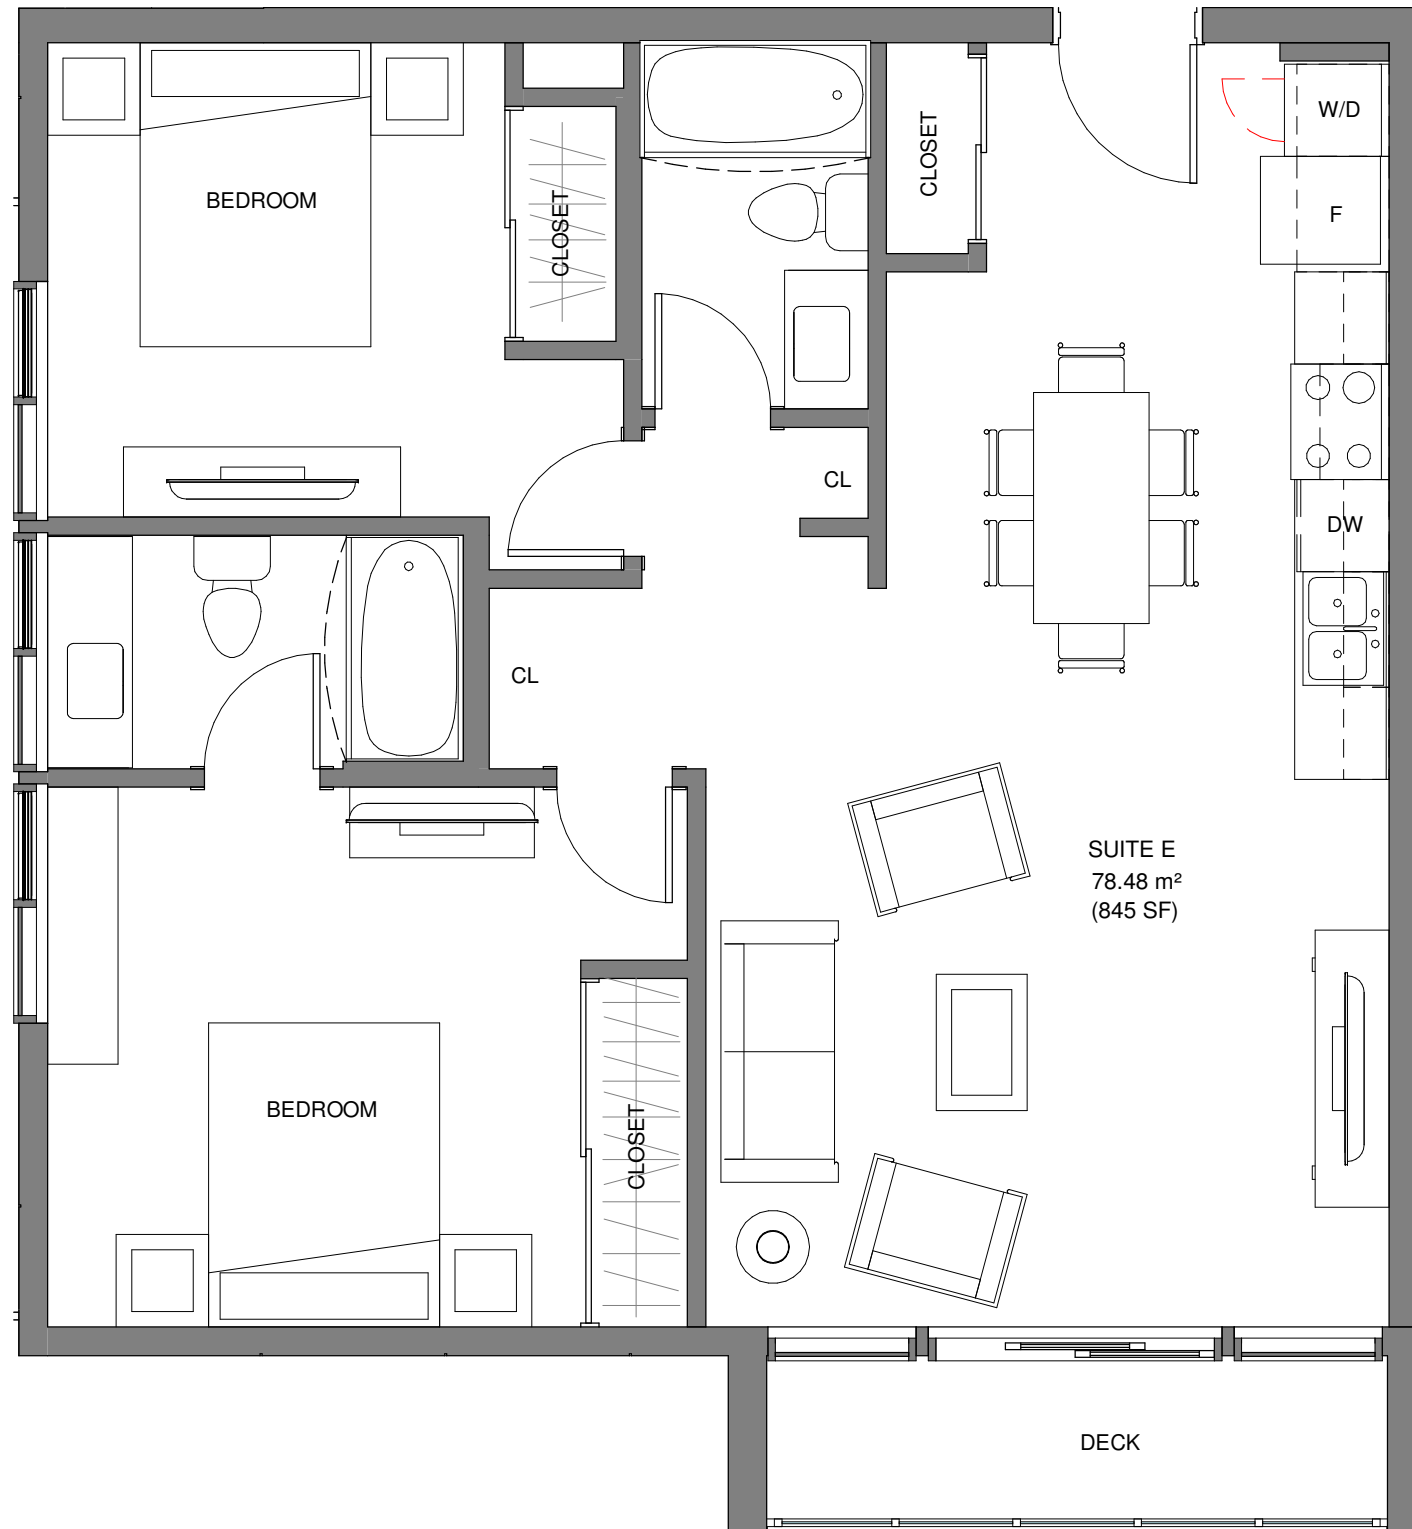 W/D
CLOSET
BEDROOM
F
CLOSET
CL
DW
CL
SUITE E
78.48 m²
(845 SF)
BEDROOM
CLOSET
DECK